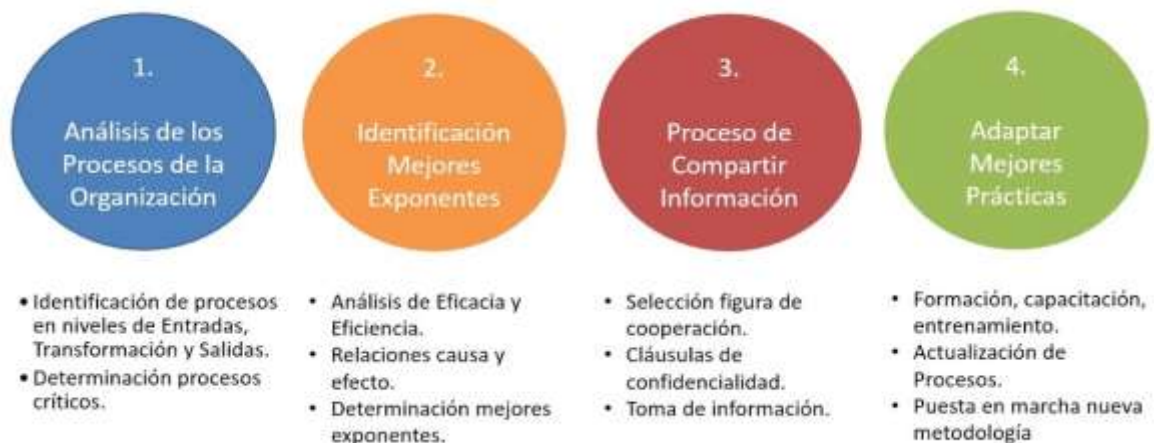 1.
Análisis de los
Procesos de la
Organización
• Identificación de procesos
en niveles de Entradas,
Transformación y Salidas.
• Determinación procesos
críticos.
2.
Identificación
Mejores
Exponentes
• Análisis de Eficacia y
Eficiencia.
• Relaciones causa y
efecto.
• Determinación mejores
exponentes.
3.
Proceso de
Compartir
Información
• Selección figura de
cooperación.
• Cláusulas de
confidencialidad.
• Toma de información.
4.
Adaptar
Mejores
Prácticas
• Formación, capacitación,
entrenamiento.
• Actualización de
Procesos.
• Puesta en marcha nueva
metodología